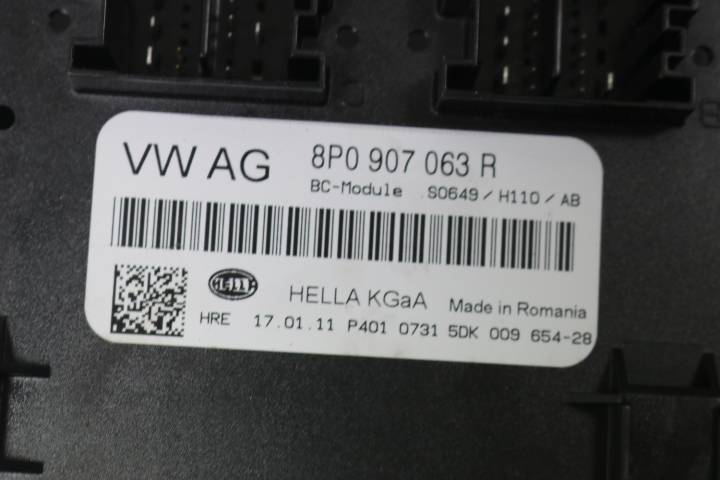 VW AG 8P0 907 063 R
BC-Module S0649/H110/AB
HELLA KGaA Made in Romania
HRE 17.01.11 P401 0731 5DK 009 654-28